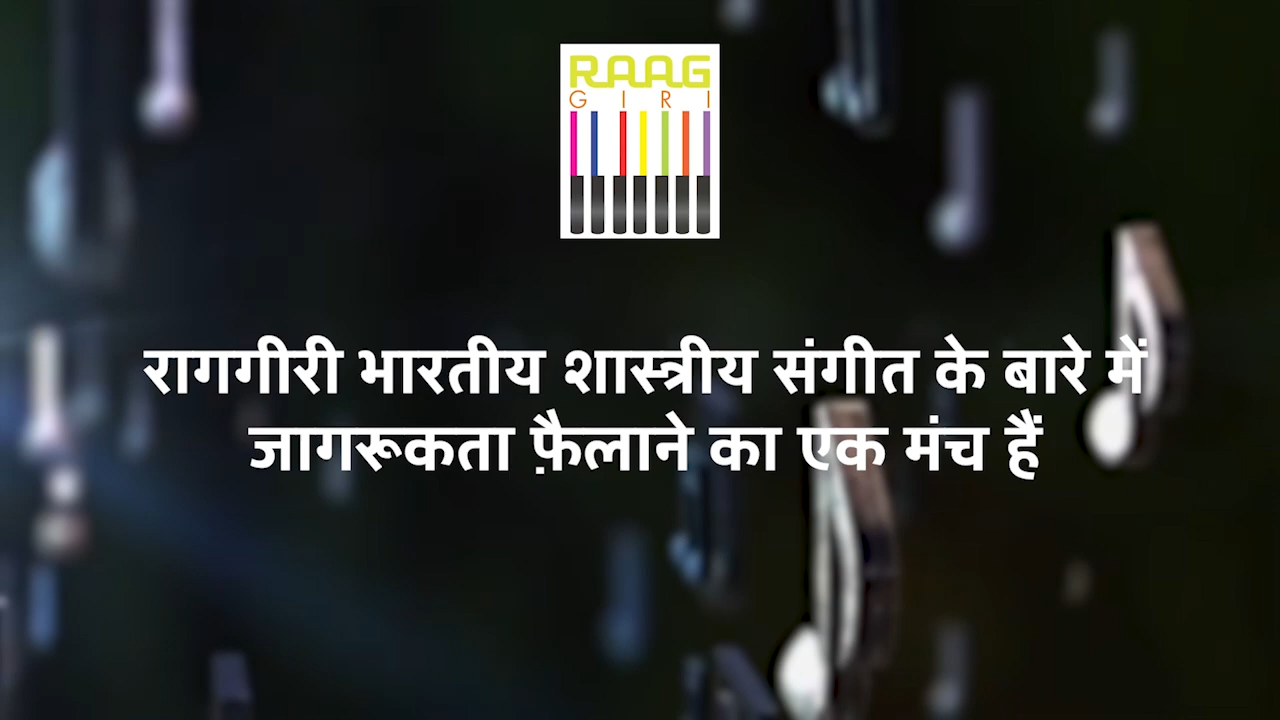 RAAG
GIRI
रागगीरी भारतीय शास्त्रीय संगीत के बारे में
जागरूकता फ़ैलाने का एक मंच हैं